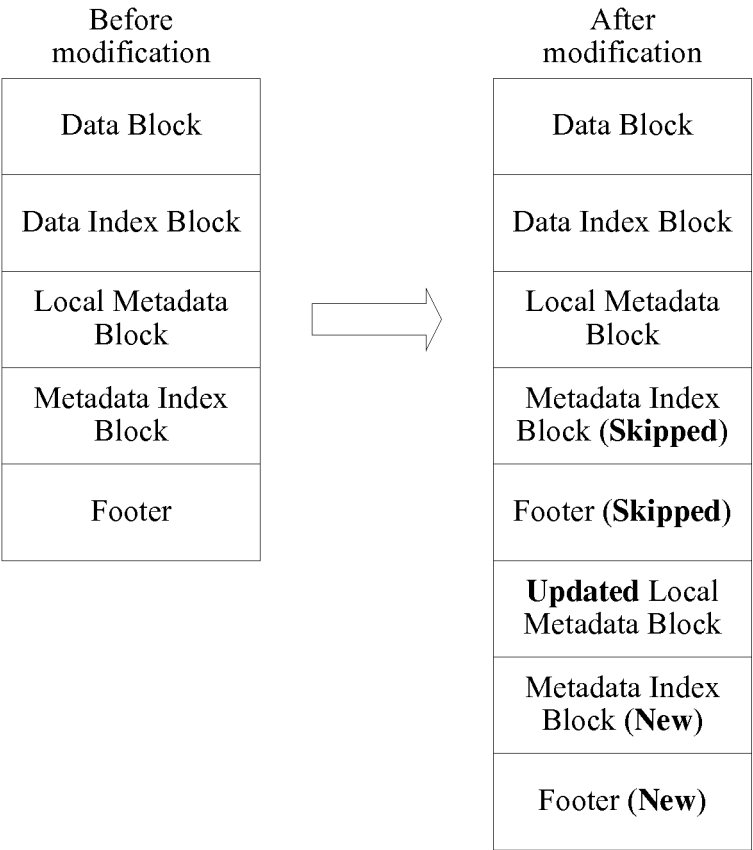 Before
modification
Data Block
Data Index Block
Local Metadata
Block
Metadata Index
Block
Footer
After
modification
Data Block
Data Index Block
Local Metadata
Block
Metadata Index
Block (Skipped)
Footer (Skipped)
Updated Local
Metadata Block
Metadata Index
Block (New)
Footer (New)